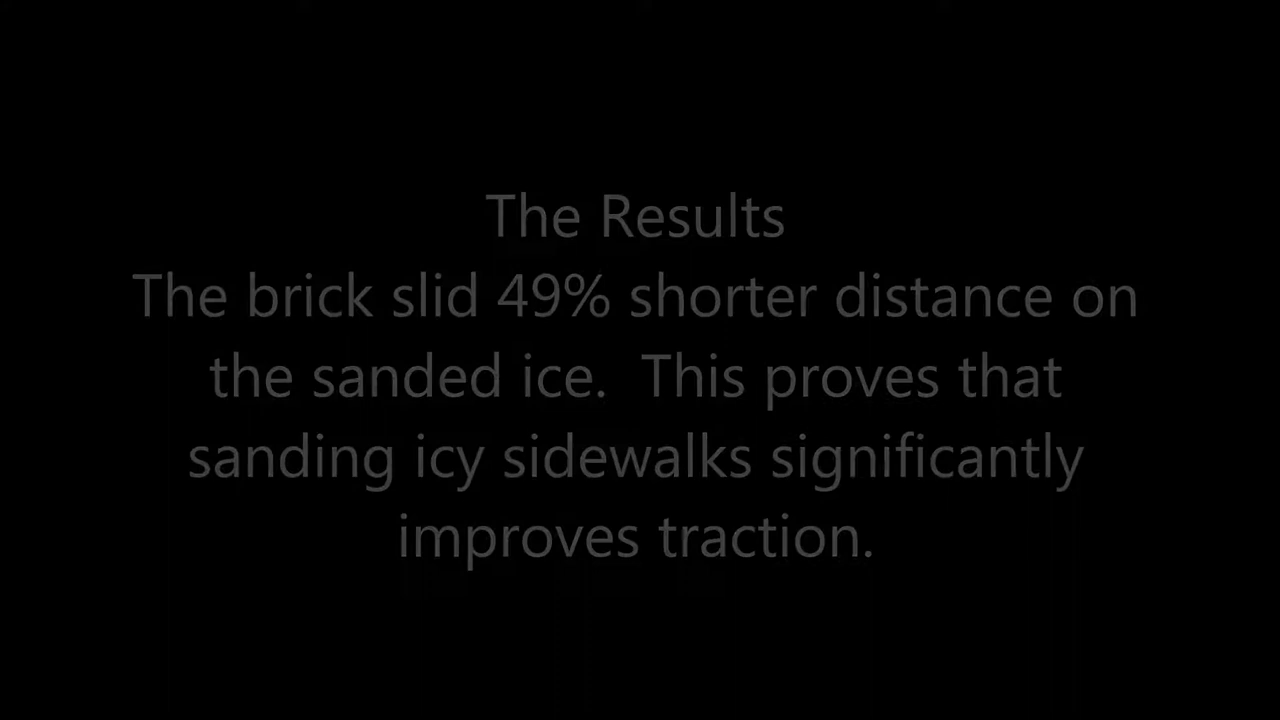 The Results
The brick slid 49% shorter distance on
the sanded ice.  This proves that
sanding icy sidewalks significantly
improves traction.